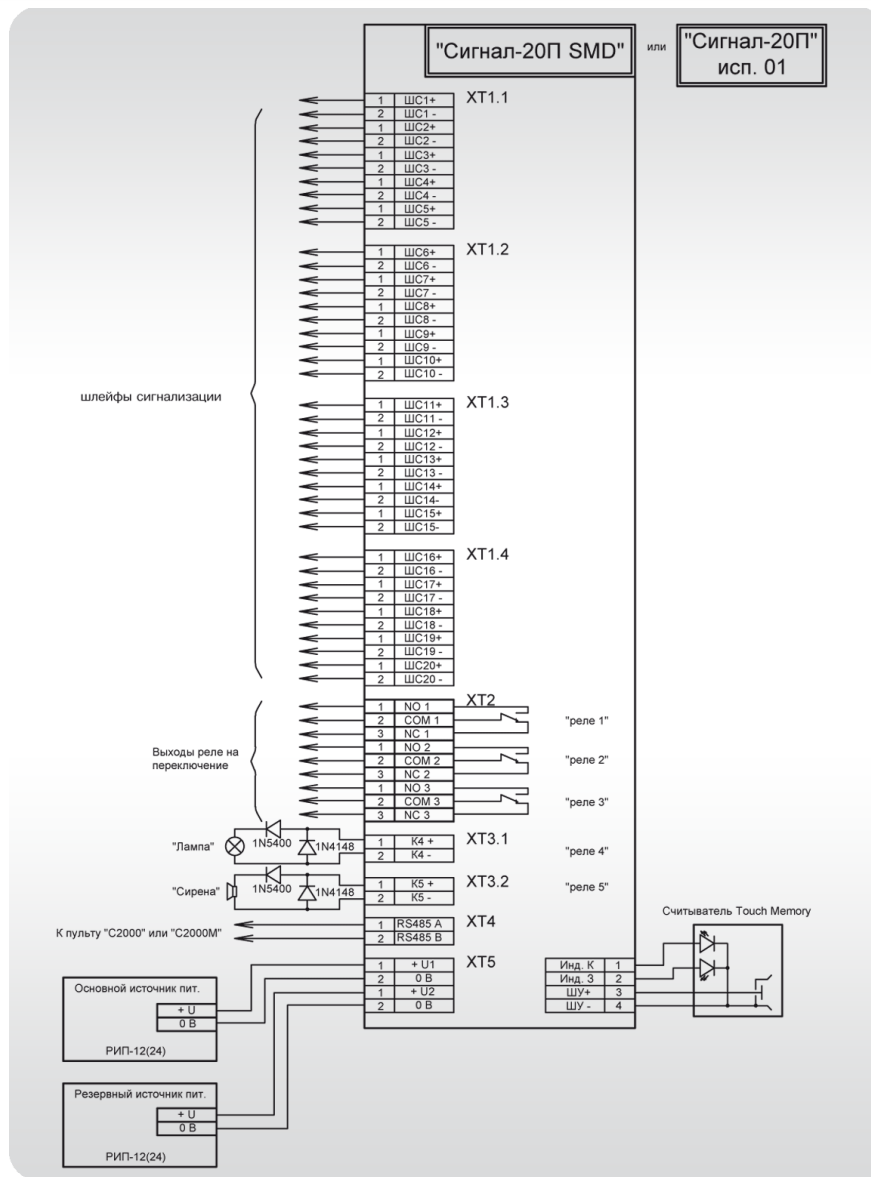 "Сигнал-20П SMD"
или
"Сигнал-20П"
исп. 01
XT1.1
1 ШС1+
2 ШС1 -
1 ШС2+
2 ШС2 -
1 ШС3+
2 ШС3 -
1 ШС4+
2 ШС4 -
1 ШС5+
2 ШС5 -
XT1.2
1 ШС6+
2 ШС6 -
1 ШС7+
2 ШС7 -
1 ШС8+
2 ШС8 -
1 ШС9+
2 ШС9 -
1 ШС10+
2 ШС10 -
шлейфы сигнализации
XT1.3
1 ШС11+
2 ШС11 -
1 ШС12+
2 ШС12 -
1 ШС13+
2 ШС13 -
1 ШС14+
2 ШС14-
1 ШС15+
2 ШС15-
XT1.4
1 ШС16+
2 ШС16 -
1 ШС17+
2 ШС17 -
1 ШС18+
2 ШС18 -
1 ШС19+
2 ШС19 -
1 ШС20+
2 ШС20 -
XT2
1 NO 1
2 COM 1
3 NC 1
1 NO 2
2 COM 2
3 NC 2
1 NO 3
2 COM 3
3 NC 3
"реле 1"
"реле 2"
"реле 3"
Выходы реле на
переключение
"Лампа"
1N5400
1N4148
1 К4 +
2 К4 -
XT3.1
"реле 4"
"Сирена"
1N5400
1N4148
1 К5 +
2 К5 -
XT3.2
"реле 5"
К пульту "С2000" или "С2000М"
1 RS485 A
2 RS485 B
XT4
XT5
1 + U1
2 0 В
1 + U2
2 0 В
Считыватель Touch Memory
Инд. К 1
Инд. З 2
ШУ+ 3
ШУ - 4
Основной источник пит.
+ U
0 В
РИП-12(24)
Резервный источник пит.
+ U
0 В
РИП-12(24)